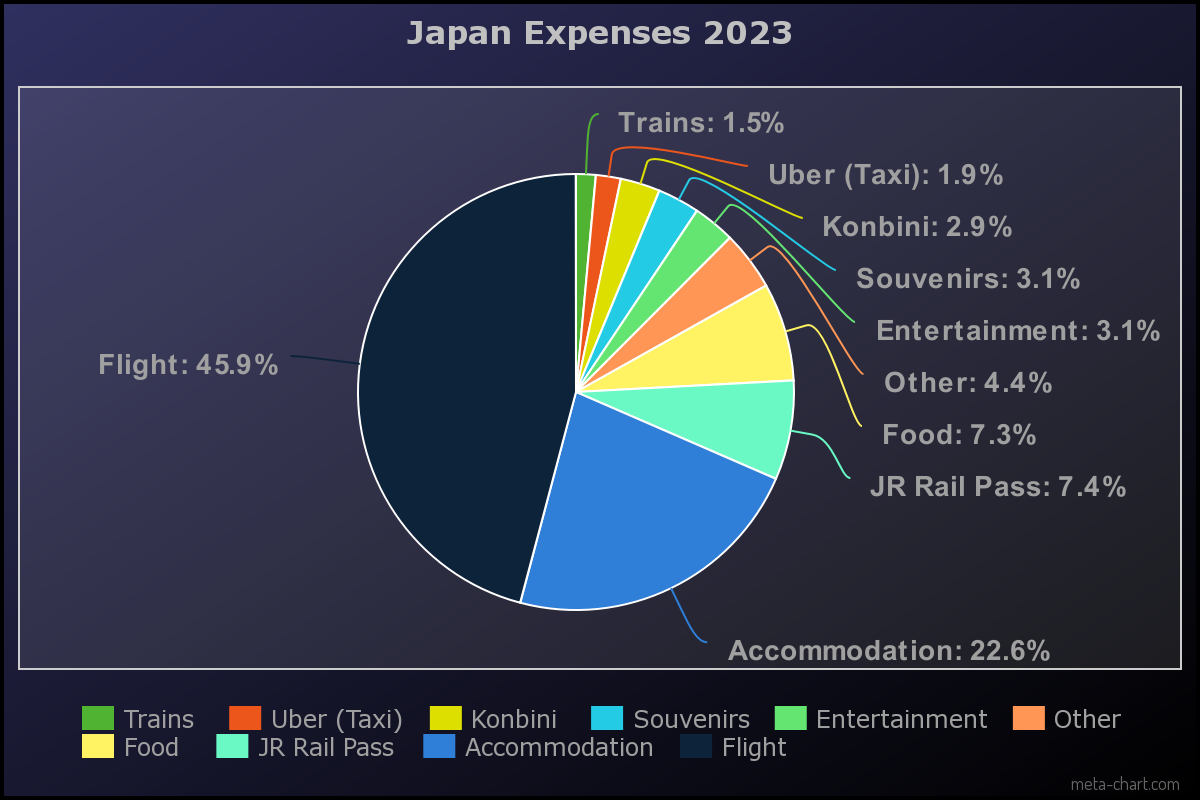 Japan Expenses 2023
Trains: 1.5%
Uber (Taxi): 1.9%
Konbini: 2.9%
Souvenirs: 3.1%
Entertainment: 3.1%
Flight: 45.9%
Other: 4.4%
Food: 7.3%
JR Rail Pass: 7.4%
Accommodation: 22.6%
Trains Uber (Taxi) Konbini Souvenirs Entertainment Other
Food JR Rail Pass Accommodation Flight
meta-chart.com